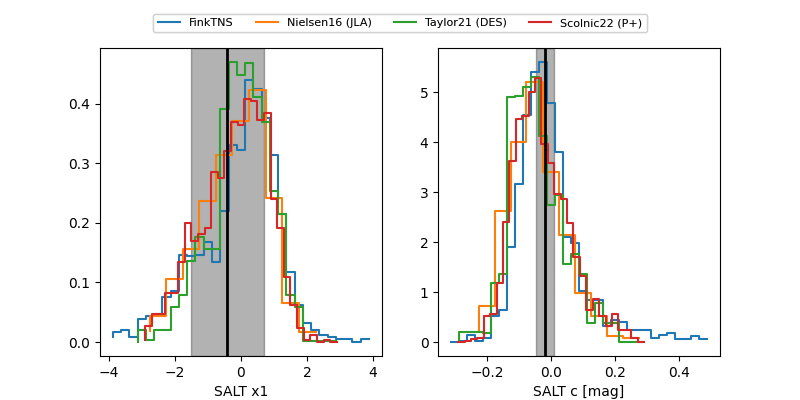 FinkTNS Nielsen16 (JLA) Taylor21 (DES) Scolnic22 (P+)
0.4
0.3
0.2
0.1
0.0
−4 −2 0 2 4
SALT x1
5
4
3
2
1
0
−0.2 0.0 0.2 0.4
SALT c [mag]